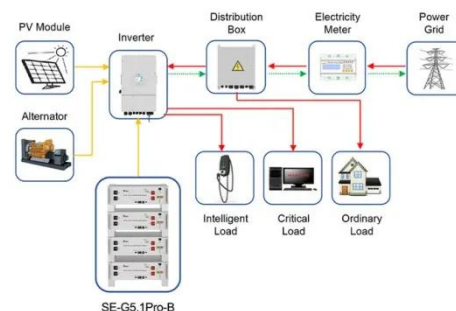 PV Module
Inverter
Distribution
Box
Electricity
Meter
Power
Grid
Alternator
Intelligent
Load
Critical
Load
Ordinary
Load
SE-G5.1Pro-B